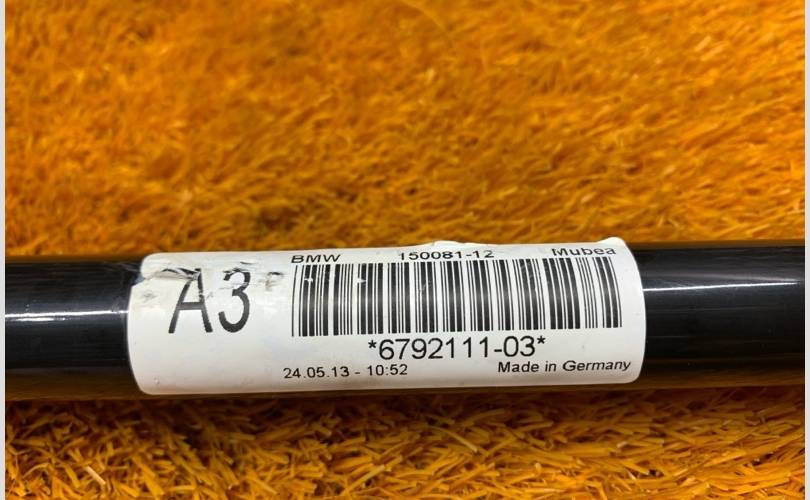 BMW 150081-12 Mubea
A3
*6792111-03*
24.05.13 - 10:52 Made in Germany